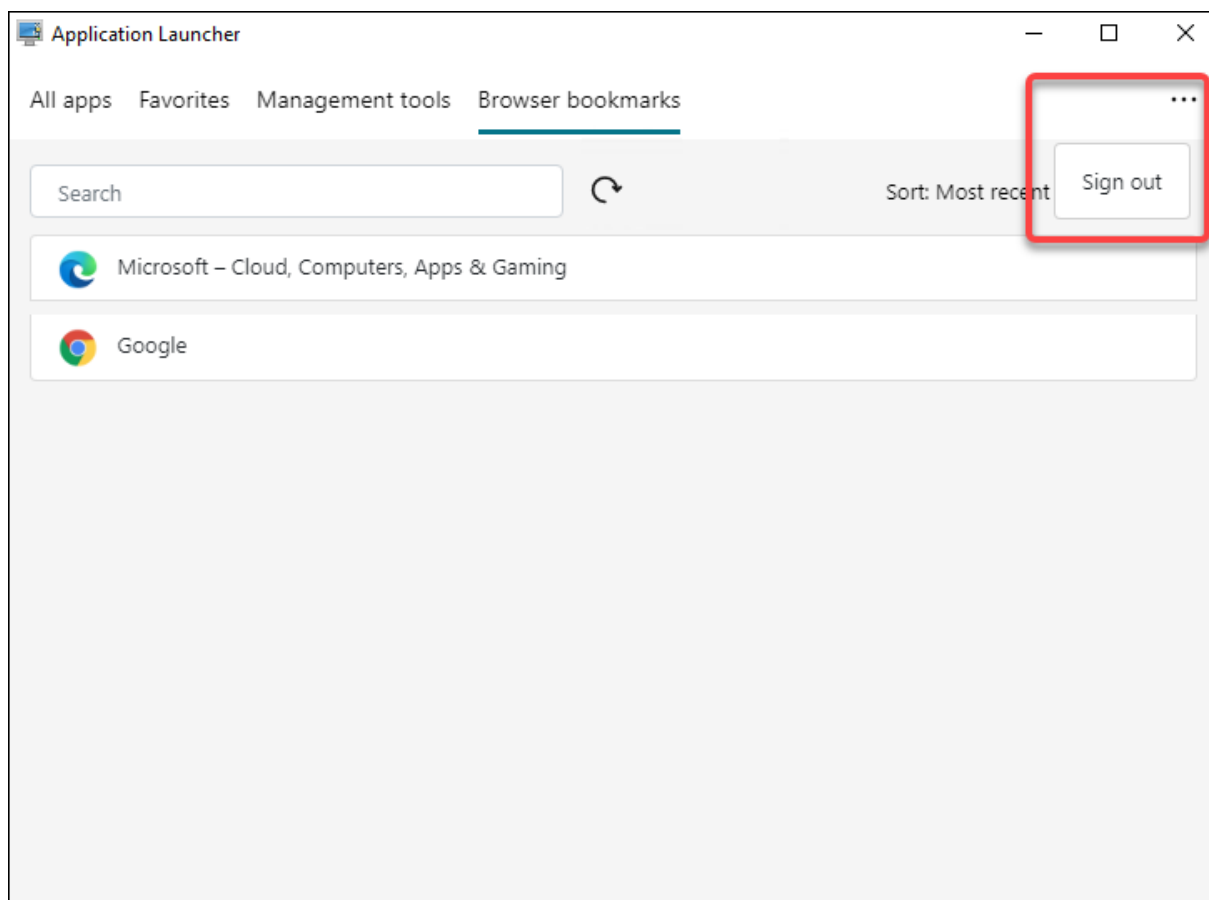 Application Launcher
All apps Favorites Management tools Browser bookmarks ...
Search Sort: Most recent Sign out
Microsoft – Cloud, Computers, Apps & Gaming
Google